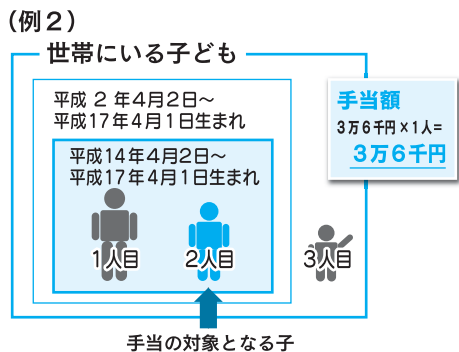 (例2)
世帯にいる子ども
平成 2 年4月2日〜
平成17年4月1日生まれ
平成14年4月2日〜
平成17年4月1日生まれ
手当額
3万6千円×1人=
3万6千円
1人目
2人目
3人目
手当の対象となる子